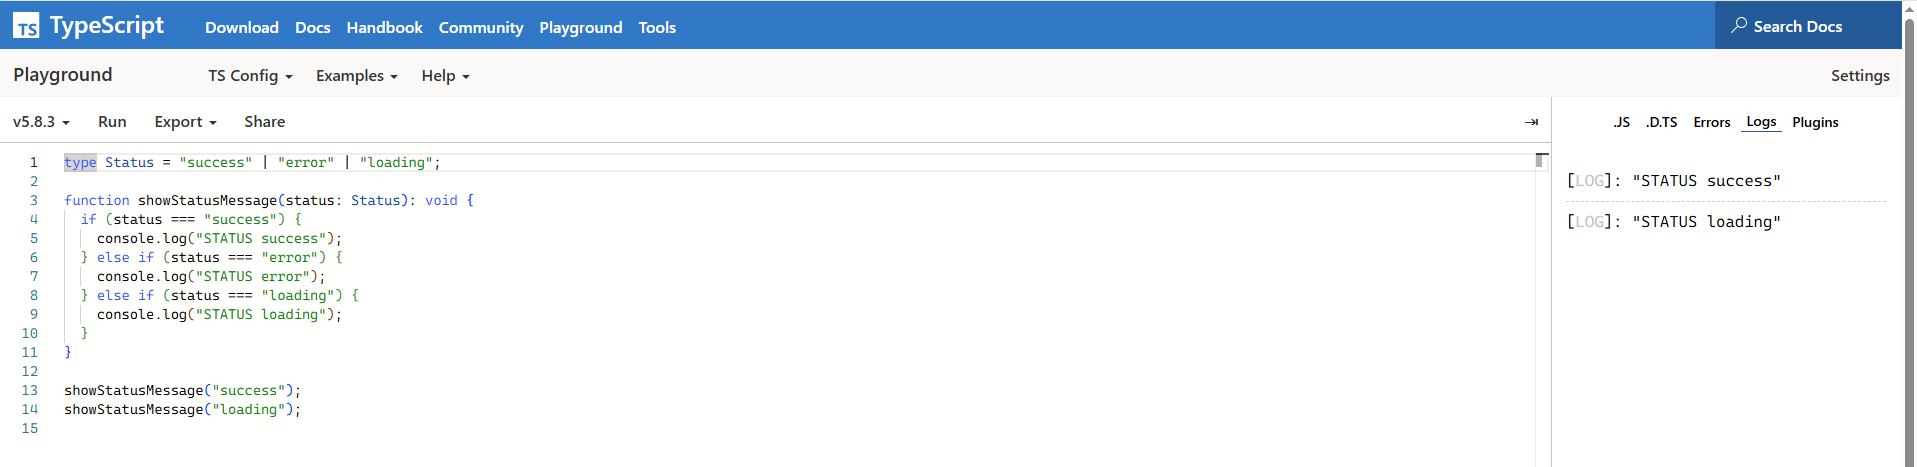 TS TypeScript Download Docs Handbook Community Playground Tools Search Docs
Playground TS Config Examples Help Settings
v5.8.3 Run Export Share
.JS .D.TS Errors Logs Plugins
1 type Status = "success" | "error" | "loading";
2
3 function showStatusMessage(status: Status): void {
4   if (status === "success") {
5     console.log("STATUS success");
6   } else if (status === "error") {
7     console.log("STATUS error");
8   } else if (status === "loading") {
9     console.log("STATUS loading");
10   }
11 }
12
13 showStatusMessage("success");
14 showStatusMessage("loading");
15
[LOG]: "STATUS success"
[LOG]: "STATUS loading"